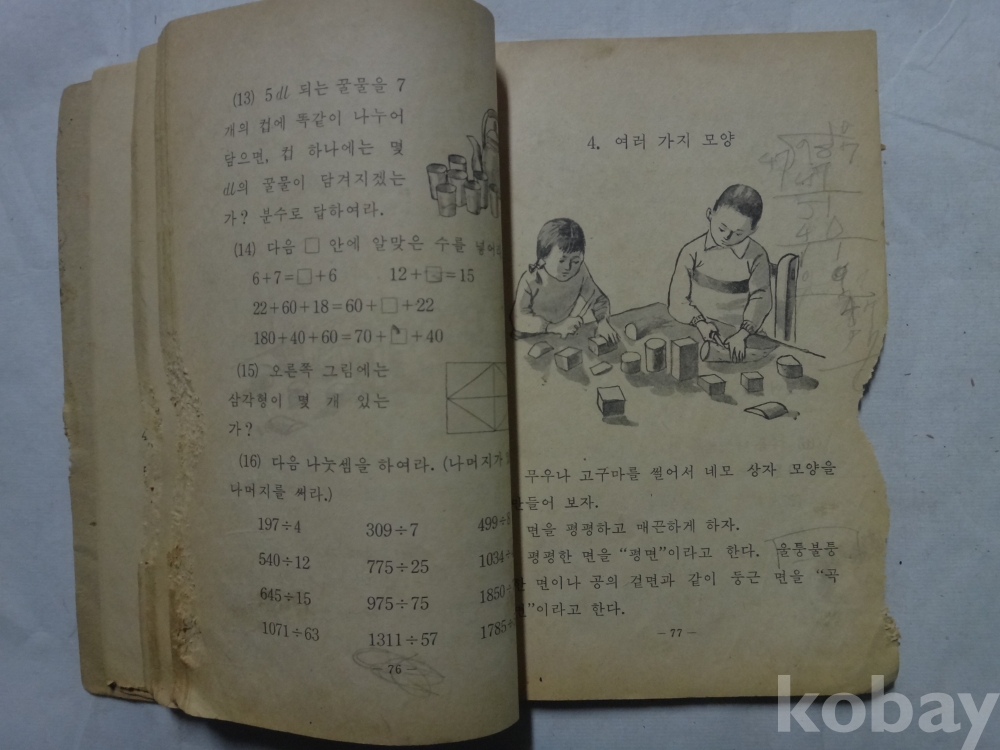 (13) 5 dl 되는 꿀물을 7
개의 컵에 똑같이 나누어
담으면, 컵 하나에는 몇
dl의 꿀물이 담겨지겠는
가? 분수로 답하여라.
(14) 다음 □ 안에 알맞은 수를
6+7=□+6 12+□=15
22+60+18=60+□+22
180+40+60=70+□+40
(15) 오른쪽 그림에는
삼각형이 몇 개 있는
가?
(16) 다음 나눗셈을 하여라. (나머지가
나머지를 써라.)
197÷4 309÷7 499÷
540÷12 775÷25 1034÷
645÷15 975÷75 1850÷
1071÷63 1311÷57 1785÷
76 —
4. 여러 가지 모양
무우나 고구마를 썰어서 네모 상자 모양을
들어 보자.
면을 평평하고 매끈하게 하자.
평평한 면을 “평면”이라고 한다. 울퉁불퉁
면이나 공의 겉면과 같이 둥근 면을 “곡
면”이라고 한다.
— 77 —
kobay